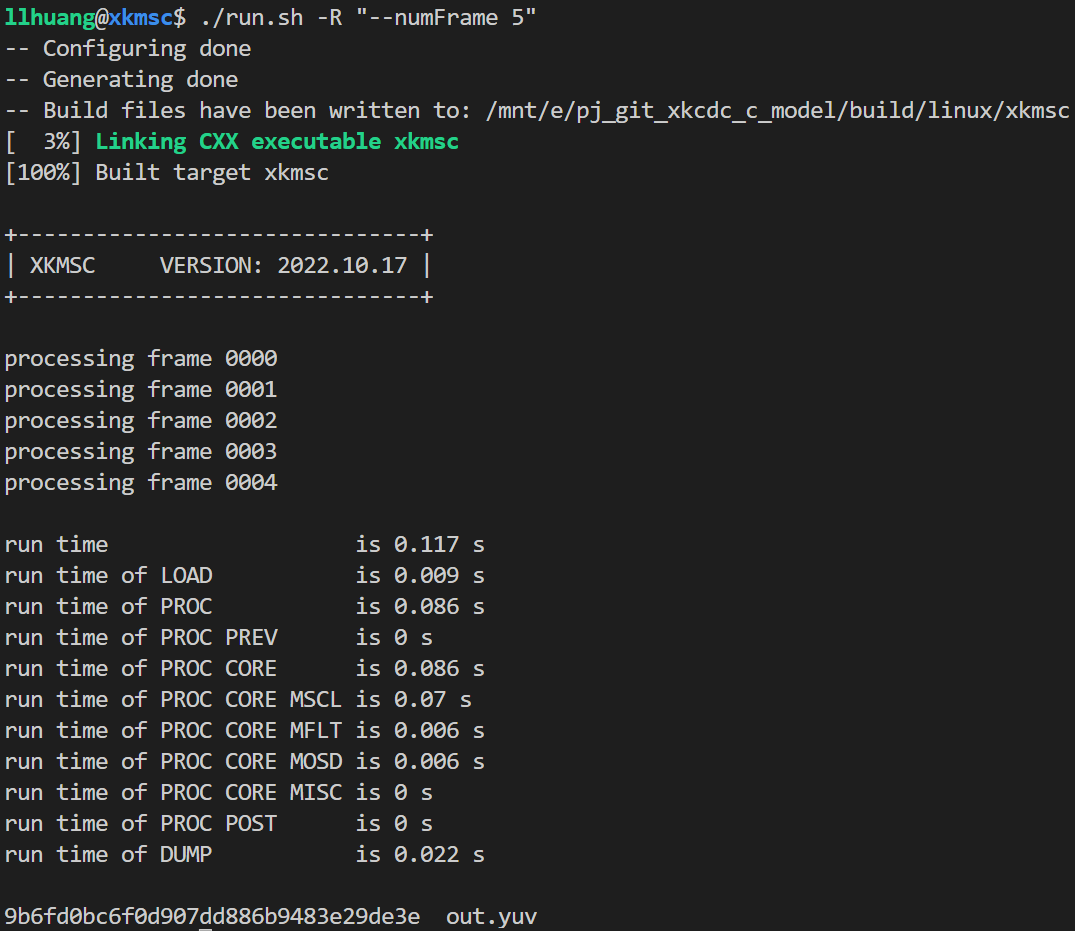 llhuang@xkmsc$ ./run.sh -R "--numFrame 5"
-- Configuring done
-- Generating done
-- Build files have been written to: /mnt/e/pj_git_xkcdc_c_model/build/linux/xkmsc
[  3%] Linking CXX executable xkmsc
[100%] Built target xkmsc

+-------------------------------+
| XKMSC     VERSION: 2022.10.17 |
+-------------------------------+

processing frame 0000
processing frame 0001
processing frame 0002
processing frame 0003
processing frame 0004

run time                   is 0.117 s
run time of LOAD           is 0.009 s
run time of PROC           is 0.086 s
run time of PROC PREV      is 0 s
run time of PROC CORE      is 0.086 s
run time of PROC CORE MSCL is 0.07 s
run time of PROC CORE MFLT is 0.006 s
run time of PROC CORE MOSD is 0.006 s
run time of PROC CORE MISC is 0 s
run time of PROC POST      is 0 s
run time of DUMP           is 0.022 s

9b6fd0bc6f0d907dd886b9483e29de3e  out.yuv